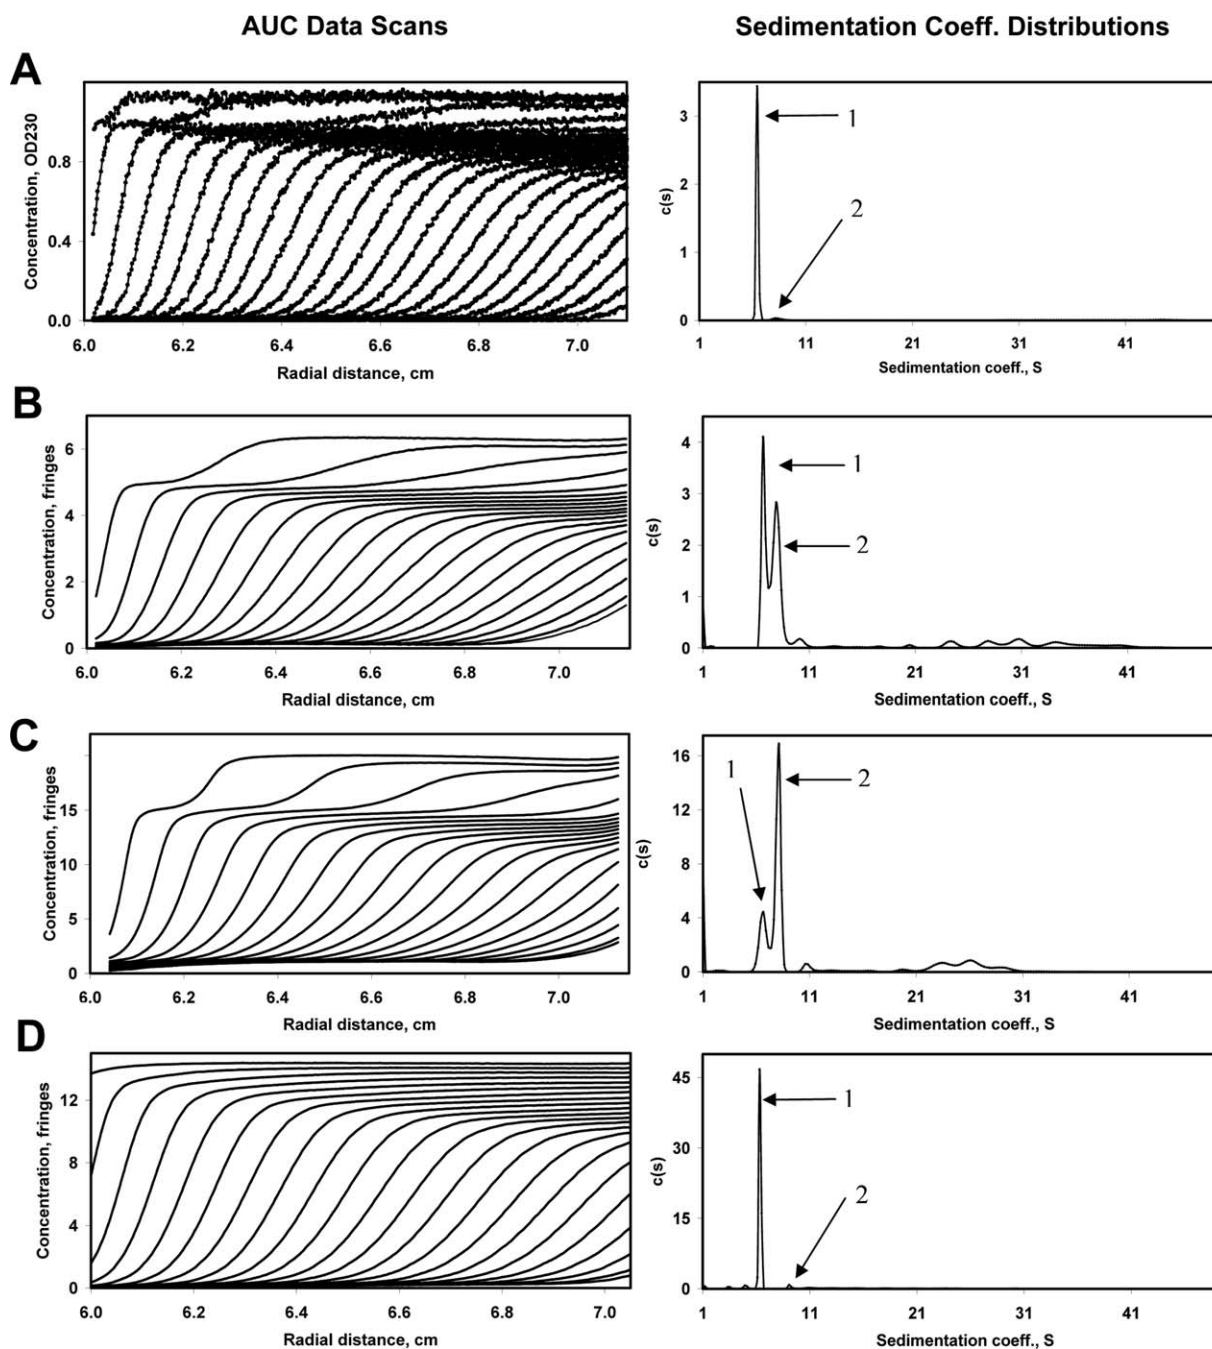 AUC Data Scans
Sedimentation Coeff. Distributions
A
Concentration, OD230
0.8
0.4
0.0
6.0 6.2 6.4 6.6 6.8 7.0
Radial distance, cm
c(s)
3
2
1
0
1 11 21 31 41
Sedimentation coeff., S
1
2
B
Concentration, fringes
6
4
2
0
6.0 6.2 6.4 6.6 6.8 7.0
Radial distance, cm
c(s)
4
3
2
1
0
1 11 21 31 41
Sedimentation coeff., S
1
2
C
Concentration, fringes
15
10
5
0
6.0 6.2 6.4 6.6 6.8 7.0
Radial distance, cm
c(s)
16
12
8
4
0
1 11 21 31 41
Sedimentation coeff., S
1
2
D
Concentration, fringes
12
8
4
0
6.0 6.2 6.4 6.6 6.8 7.0
Radial distance, cm
c(s)
45
30
15
0
1 11 21 31 41
Sedimentation coeff., S
1
2